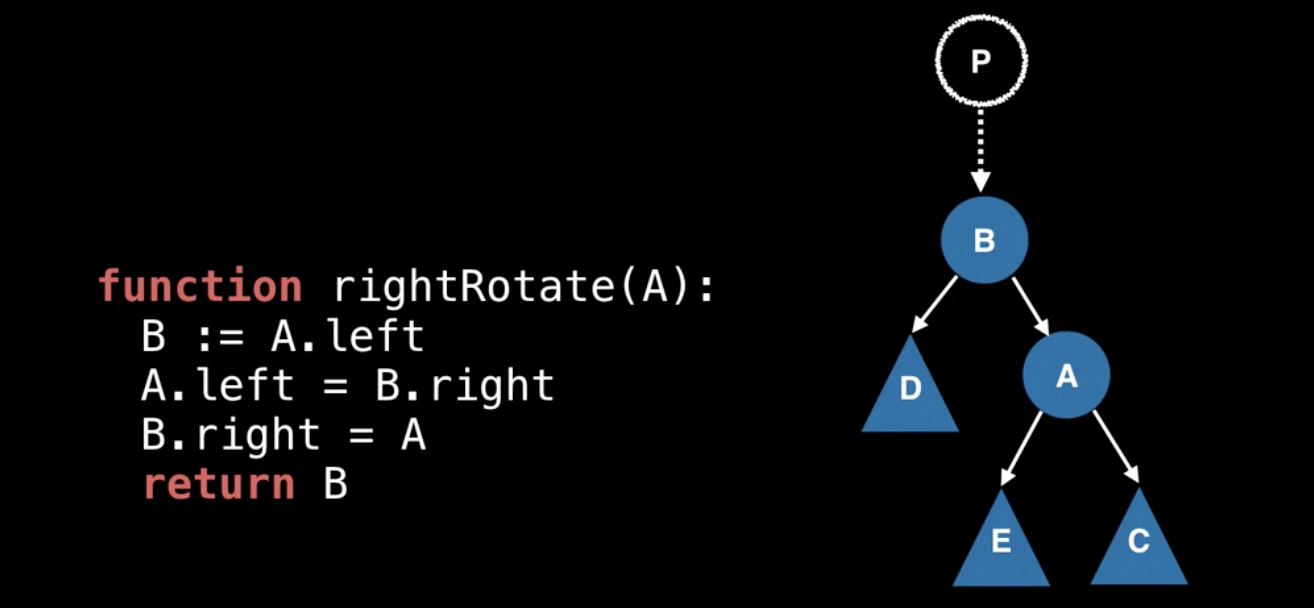 function rightRotate(A):
B := A.left
A.left = B.right
B.right = A
return B
P
B
D
A
E
C